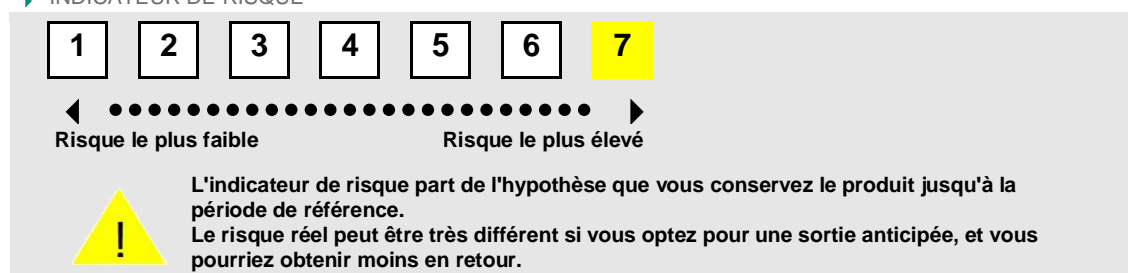 INDICATEUR DE RISQUE
1 2 3 4 5 6 7
Risque le plus faible Risque le plus élevé
L'indicateur de risque part de l'hypothèse que vous conservez le produit jusqu'à la
période de référence.
Le risque réel peut être très différent si vous optez pour une sortie anticipée, et vous
pourriez obtenir moins en retour.
!